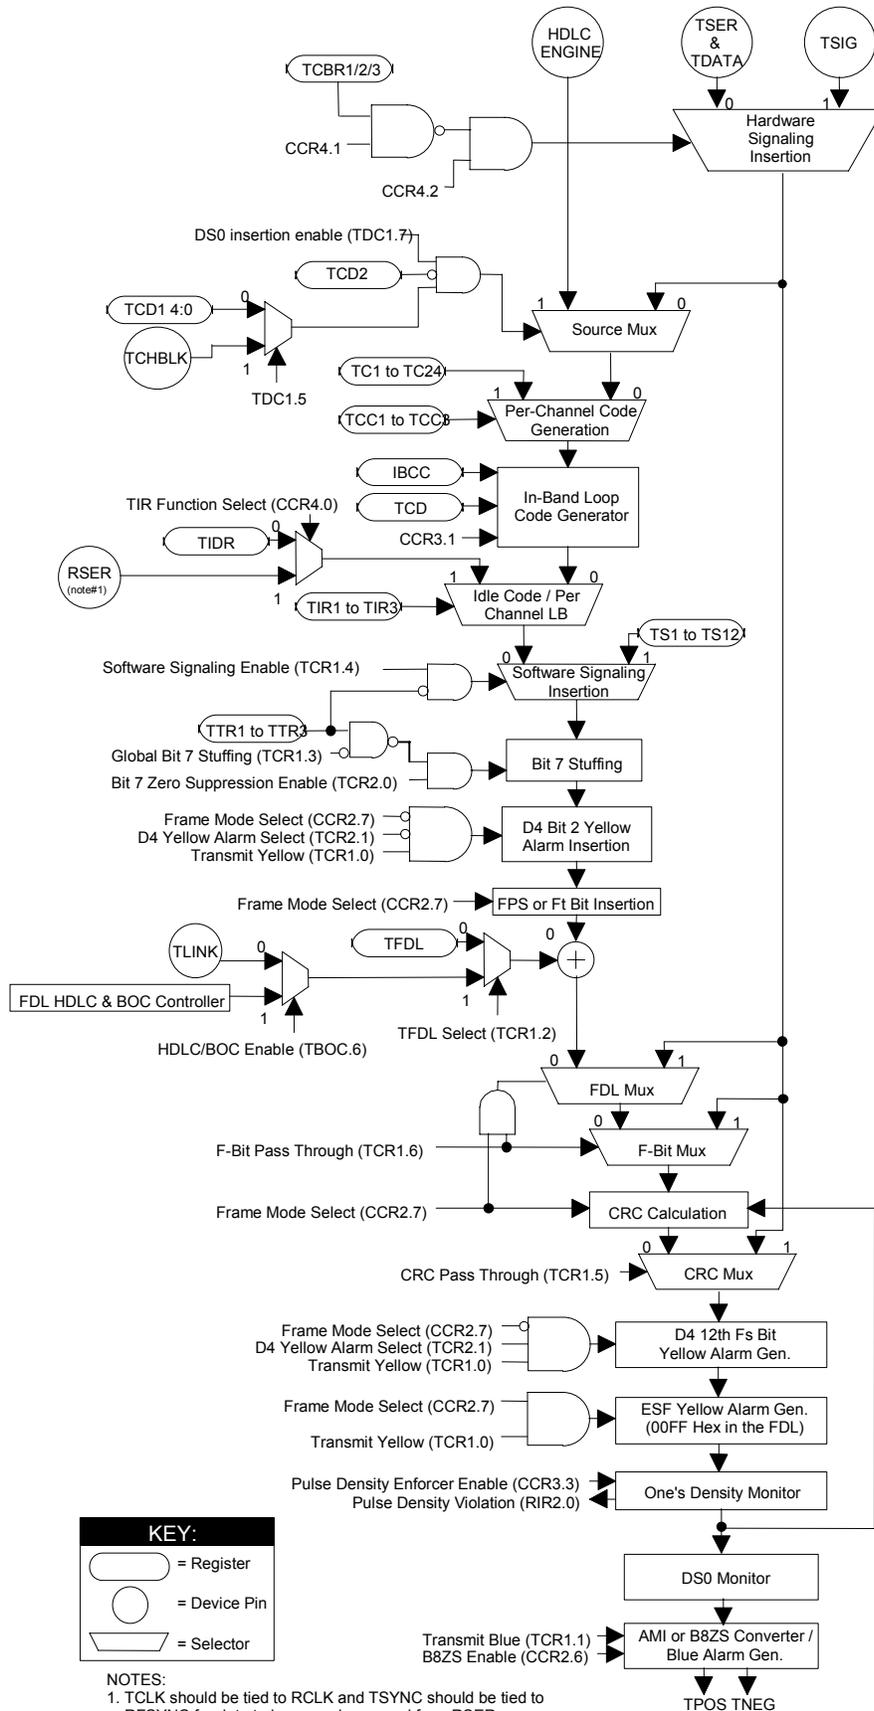 HDLC
ENGINE
TSER
&
TDATA
TSIG
TCBR1/2/3
0
1
Hardware
Signaling
Insertion
CCR4.1
CCR4.2
DS0 insertion enable (TDC1.7)
TCD2
TCD1 4:0
0
TCHBLK
1
TDC1.5
1
0
Source Mux
TC1 to TC24
1
0
TCC1 to TCC3
Per-Channel Code
Generation
IBCC
TCD
CCR3.1
In-Band Loop
Code Generator
TIR Function Select (CCR4.0)
0
TIDR
RSER
(note#1)
1
TIR1 to TIR3
1
0
Idle Code / Per
Channel LB
TS1 to TS12
0
1
Software Signaling Enable (TCR1.4)
Software Signaling
Insertion
TTR1 to TTR3
Global Bit 7 Stuffing (TCR1.3)
Bit 7 Zero Suppression Enable (TCR2.0)
Bit 7 Stuffing
Frame Mode Select (CCR2.7)
D4 Yellow Alarm Select (TCR2.1)
Transmit Yellow (TCR1.0)
D4 Bit 2 Yellow
Alarm Insertion
Frame Mode Select (CCR2.7)
FPS or Ft Bit Insertion
TLINK
0
TFDL
0
0
+
FDL HDLC & BOC Controller
1
1
TFDL Select (TCR1.2)
HDLC/BOC Enable (TBOC.6)
0
1
FDL Mux
0
1
F-Bit Pass Through (TCR1.6)
F-Bit Mux
Frame Mode Select (CCR2.7)
CRC Calculation
0
1
CRC Pass Through (TCR1.5)
CRC Mux
Frame Mode Select (CCR2.7)
D4 Yellow Alarm Select (TCR2.1)
Transmit Yellow (TCR1.0)
D4 12th Fs Bit
Yellow Alarm Gen.
Frame Mode Select (CCR2.7)
Transmit Yellow (TCR1.0)
ESF Yellow Alarm Gen.
(00FF Hex in the FDL)
Pulse Density Enforcer Enable (CCR3.3)
Pulse Density Violation (RIR2.0)
One's Density Monitor
KEY:
= Register
= Device Pin
= Selector
DS0 Monitor
Transmit Blue (TCR1.1)
B8ZS Enable (CCR2.6)
AMI or B8ZS Converter /
Blue Alarm Gen.
TPOS TNEG
NOTES:
1. TCLK should be tied to RCLK and TSYNC should be tied to